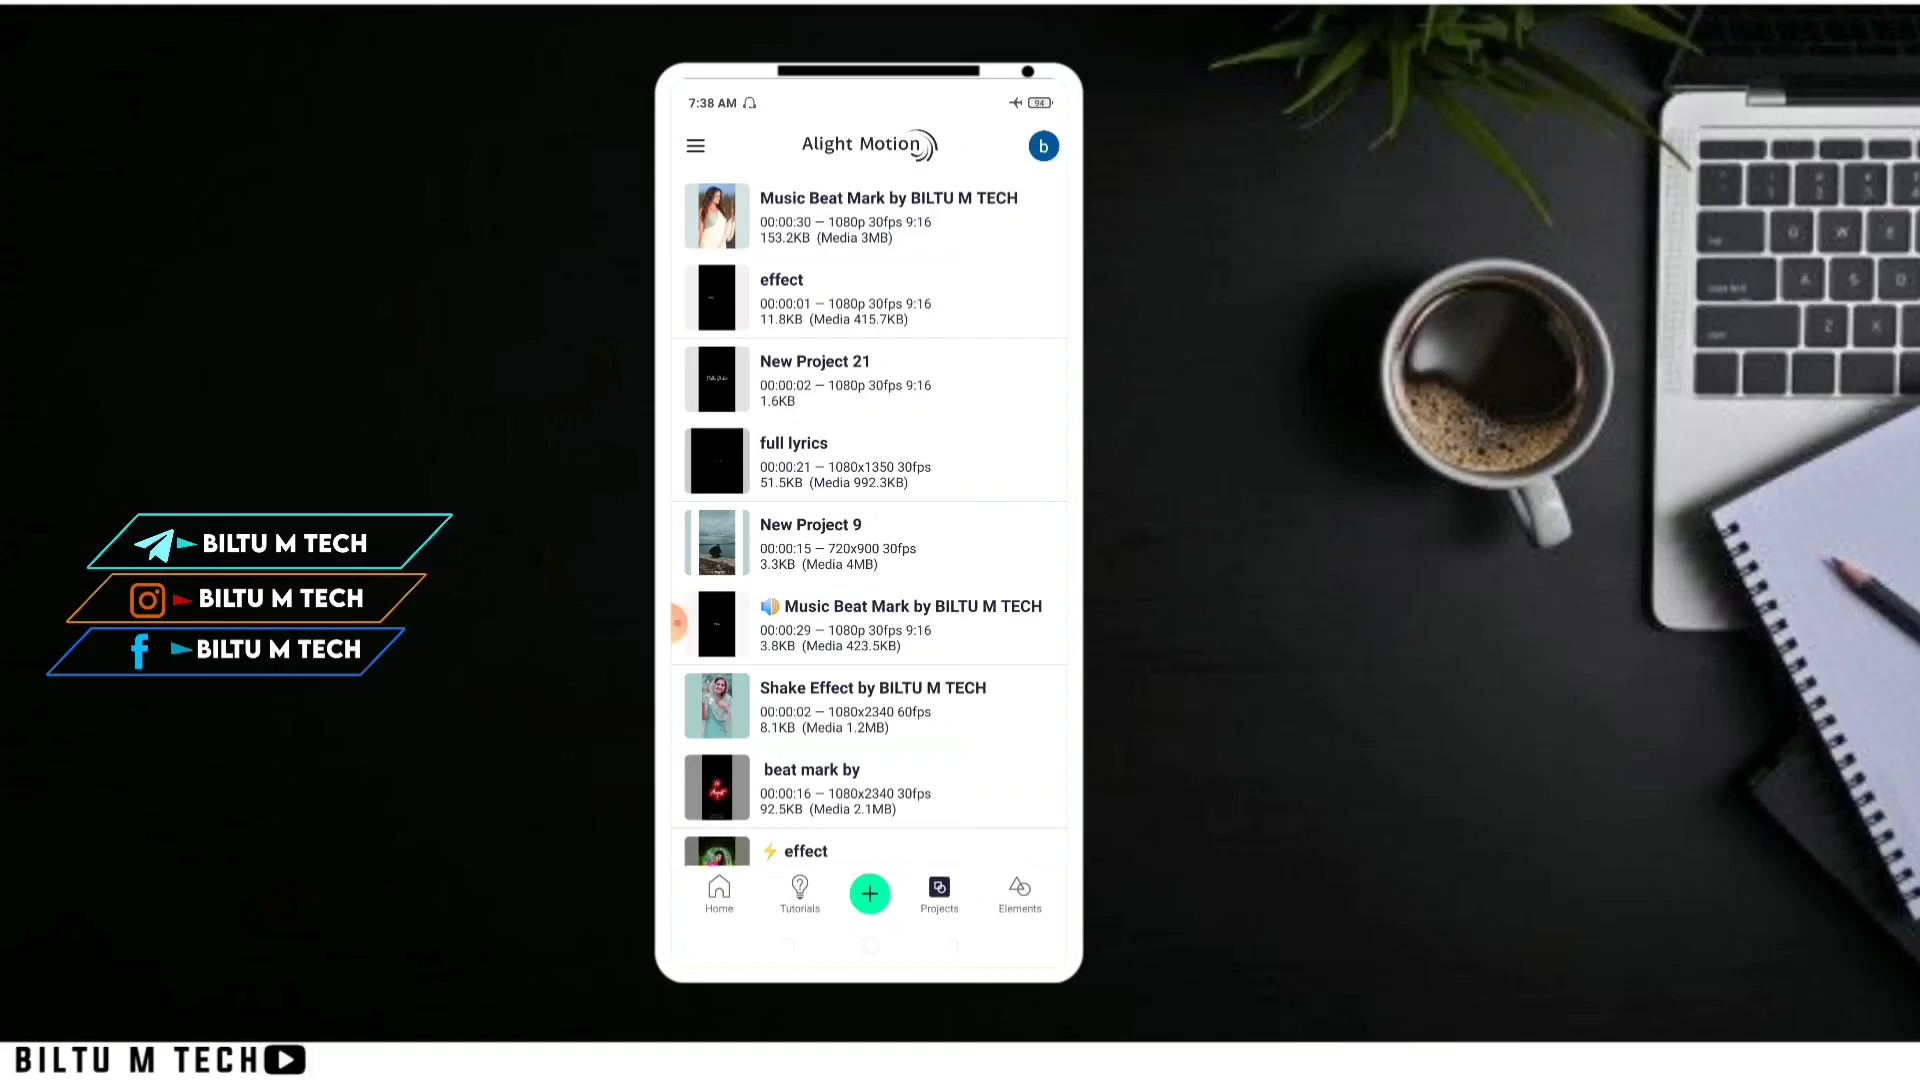 7:38 AM
94
Alight Motion
b
Music Beat Mark by BILTU M TECH
00:00:30 — 1080p 30fps 9:16
153.2KB (Media 3MB)
effect
00:00:01 — 1080p 30fps 9:16
11.8KB (Media 415.7KB)
New Project 21
00:00:02 — 1080p 30fps 9:16
1.6KB
full lyrics
00:00:21 — 1080x1350 30fps
51.5KB (Media 992.3KB)
New Project 9
00:00:15 — 720x900 30fps
3.3KB (Media 4MB)
🔊 Music Beat Mark by BILTU M TECH
00:00:29 — 1080p 30fps 9:16
3.8KB (Media 423.5KB)
Shake Effect by BILTU M TECH
00:00:02 — 1080x2340 60fps
8.1KB (Media 1.2MB)
beat mark by
00:00:16 — 1080x2340 30fps
92.5KB (Media 2.1MB)
⚡ effect
Home
Tutorials
Projects
Elements
BILTU M TECH
BILTU M TECH
BILTU M TECH
BILTU M TECH